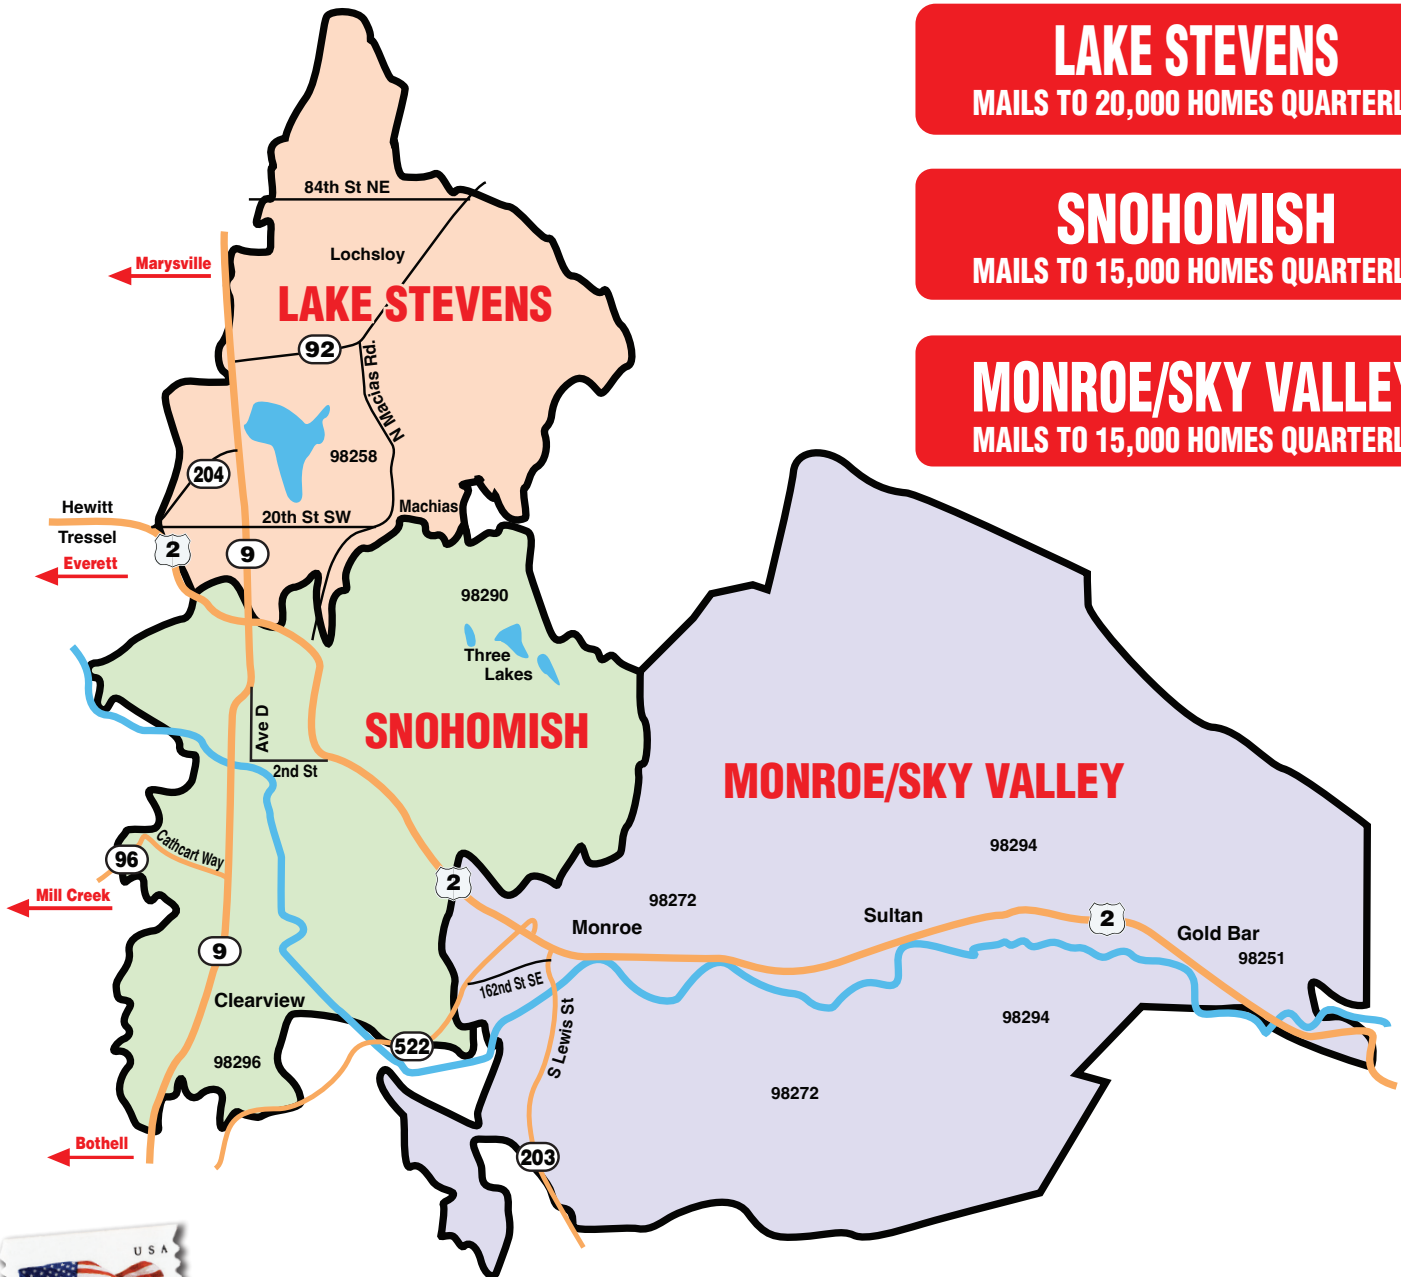 LAKE STEVENS
MAILS TO 20,000 HOMES QUARTERL
SNOHOMISH
MAILS TO 15,000 HOMES QUARTERL
MONROE/SKY VALLEY
MAILS TO 15,000 HOMES QUARTERL
84th St NE
Lochsloy
Marysville
LAKE STEVENS
92
N Macias Rd.
98258
204
Hewitt
Tressel
20th St SW
Machias
2
9
Everett
98290
Three
Lakes
Ave D
SNOHOMISH
2nd St
MONROE/SKY VALLEY
Cathcart Way
96
98294
2
Mill Creek
98272
Sultan
2
Monroe
Gold Bar
9
98251
162nd St SE
Clearview
S Lewis St
98294
522
98296
98272
Bothell
203
USA